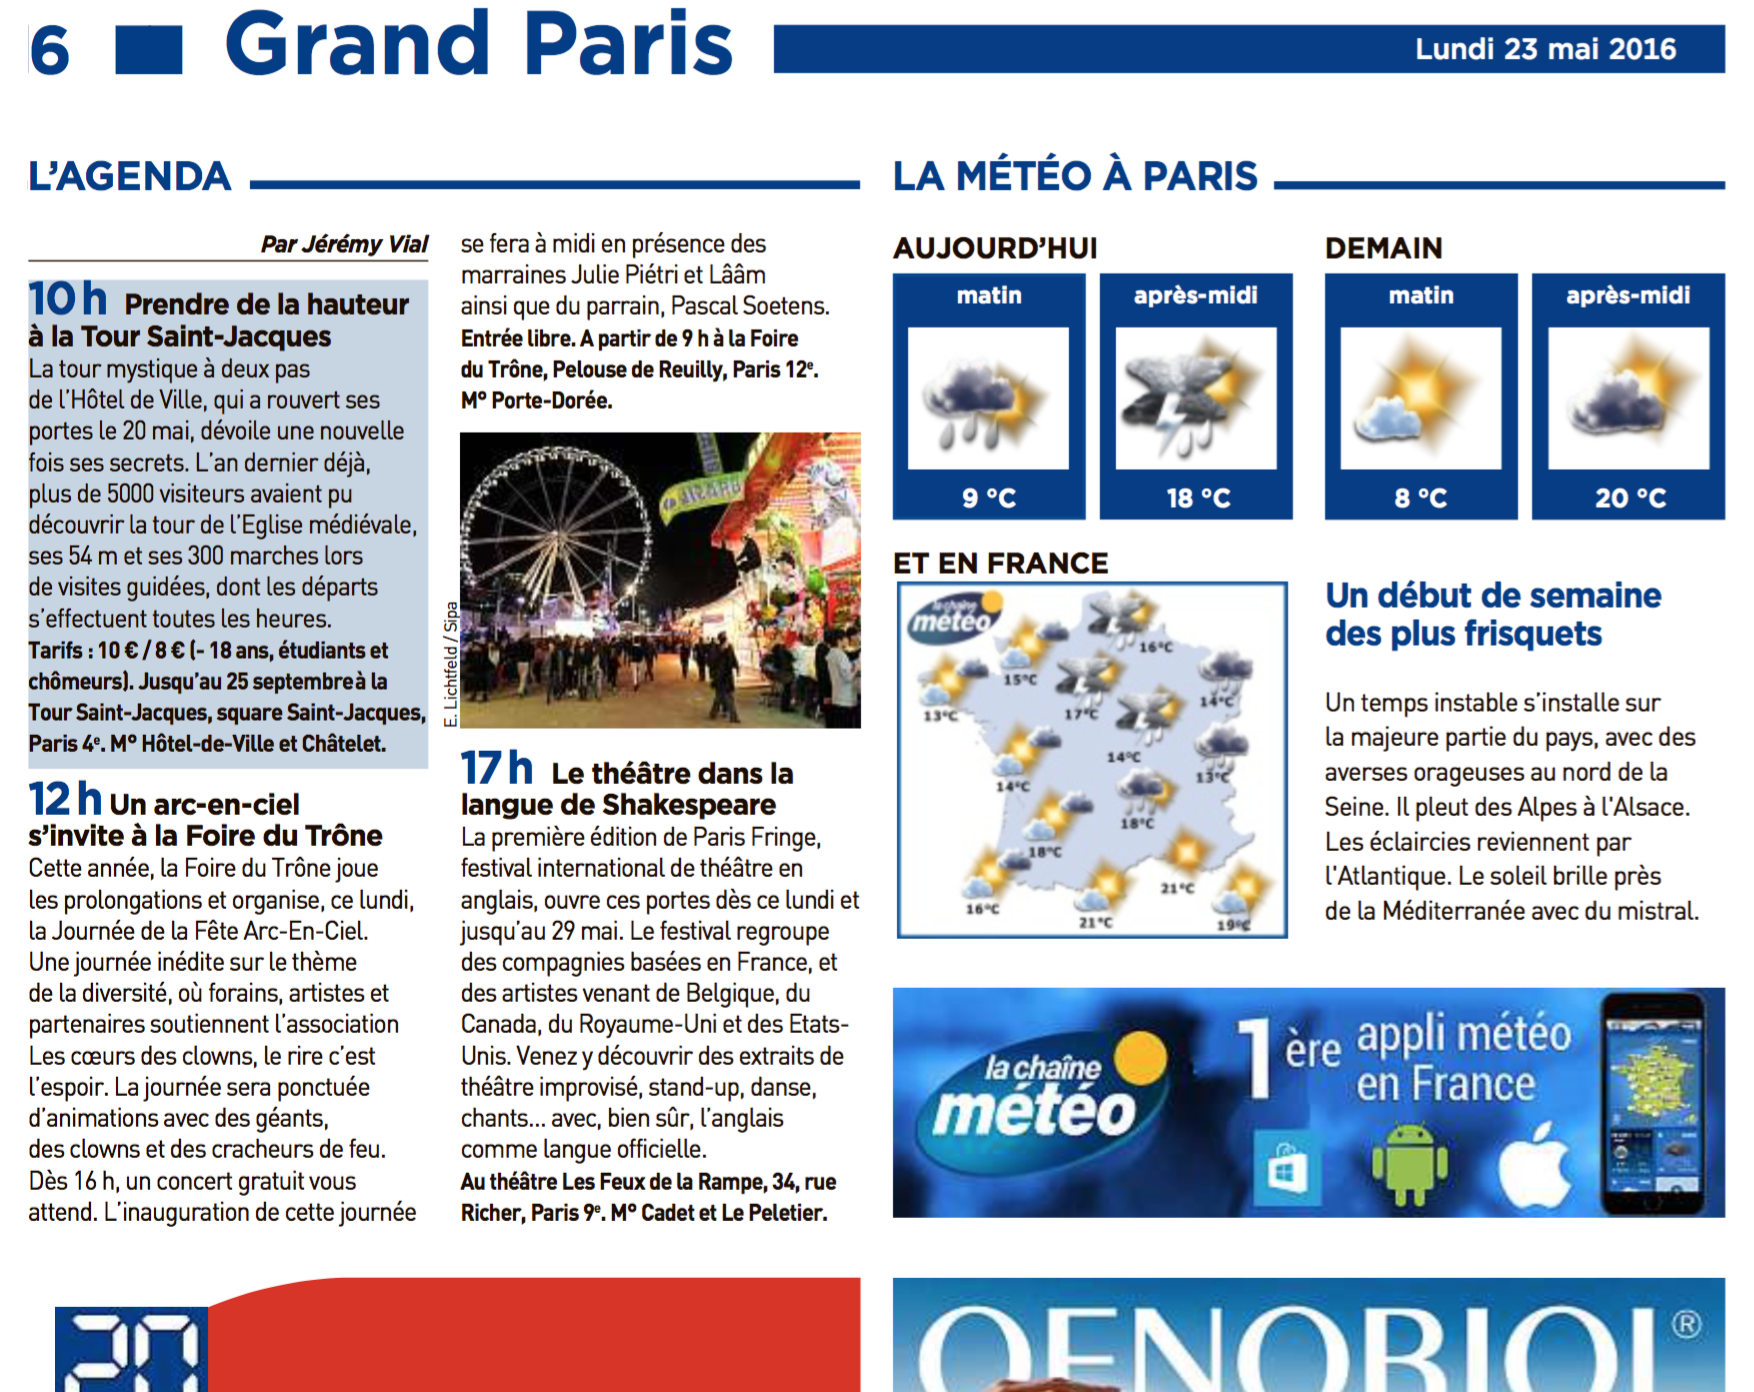 6 Grand Paris Lundi 23 mai 2016
L'AGENDA
Par Jérémy Vial
10 h Prendre de la hauteur
à la Tour Saint-Jacques
La tour mystique à deux pas
de l'Hôtel de Ville, qui a rouvert ses
portes le 20 mai, dévoile une nouvelle
fois ses secrets. L'an dernier déjà,
plus de 5000 visiteurs avaient pu
découvrir la tour de l'Eglise médiévale,
ses 54 m et ses 300 marches lors
de visites guidées, dont les départs
s'effectuent toutes les heures.
Tarifs : 10 € / 8 € (- 18 ans, étudiants et
chômeurs). Jusqu'au 25 septembre à la
Tour Saint-Jacques, square Saint-Jacques,
Paris 4e. M° Hôtel-de-Ville et Châtelet.
12 h Un arc-en-ciel
s'invite à la Foire du Trône
Cette année, la Foire du Trône joue
les prolongations et organise, ce lundi,
la Journée de la Fête Arc-En-Ciel.
Une journée inédite sur le thème
de la diversité, où forains, artistes et
partenaires soutiennent l'association
Les cœurs des clowns, le rire c'est
l'espoir. La journée sera ponctuée
d'animations avec des géants,
des clowns et des cracheurs de feu.
Dès 16 h, un concert gratuit vous
attend. L'inauguration de cette journée
se fera à midi en présence des
marraines Julie Piétri et Lââm
ainsi que du parrain, Pascal Soetens.
Entrée libre. A partir de 9 h à la Foire
du Trône, Pelouse de Reuilly, Paris 12e.
M° Porte-Dorée.
E. Lichtfeld / Sipa
17 h Le théâtre dans la
langue de Shakespeare
La première édition de Paris Fringe,
festival international de théâtre en
anglais, ouvre ces portes dès ce lundi et
jusqu'au 29 mai. Le festival regroupe
des compagnies basées en France, et
des artistes venant de Belgique, du
Canada, du Royaume-Uni et des Etats-
Unis. Venez y découvrir des extraits de
théâtre improvisé, stand-up, danse,
chants... avec, bien sûr, l'anglais
comme langue officielle.
Au théâtre Les Feux de la Rampe, 34, rue
Richer, Paris 9e. M° Cadet et Le Peletier.
LA MÉTÉO À PARIS
AUJOURD'HUI
matin
9 °C
après-midi
18 °C
DEMAIN
matin
8 °C
après-midi
20 °C
ET EN FRANCE
la chaîne
météo
16°C
15°C
14°C
13°C
17°C
14°C
13°C
14°C
18°C
18°C
21°C
16°C
21°C
19°C
Un début de semaine
des plus frisquets
Un temps instable s'installe sur
la majeure partie du pays, avec des
averses orageuses au nord de la
Seine. Il pleut des Alpes à l'Alsace.
Les éclaircies reviennent par
l'Atlantique. Le soleil brille près
de la Méditerranée avec du mistral.
la chaîne
météo
1ère appli météo
en France
20
OENOBIOL®